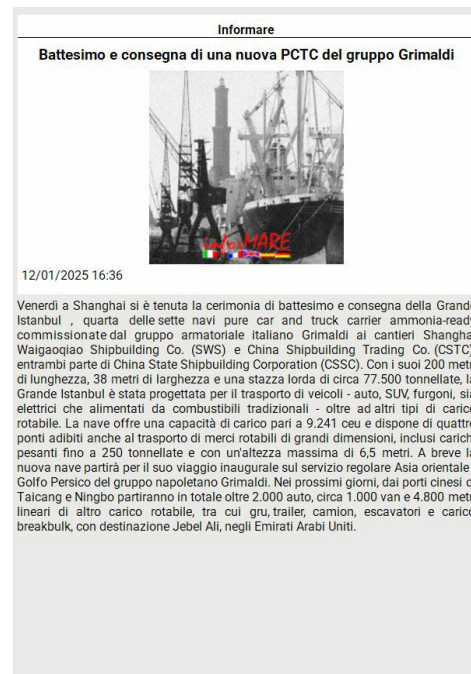 Informare
Battesimo e consegna di una nuova PCTC del gruppo Grimaldi
infoMARE
12/01/2025 16:36
Venerdì a Shanghai si è tenuta la cerimonia di battesimo e consegna della Grande
Istanbul , quarta delle sette navi pure car and truck carrier ammonia-ready
commissionate dal gruppo armatoriale italiano Grimaldi ai cantieri Shanghai
Waigaoqiao Shipbuilding Co. (SWS) e China Shipbuilding Trading Co. (CSTC),
entrambi parte di China State Shipbuilding Corporation (CSSC). Con i suoi 200 metri
di lunghezza, 38 metri di larghezza e una stazza lorda di circa 77.500 tonnellate, la
Grande Istanbul è stata progettata per il trasporto di veicoli - auto, SUV, furgoni, sia
elettrici che alimentati da combustibili tradizionali - oltre ad altri tipi di carico
rotabile. La nave offre una capacità di carico pari a 9.241 ceu e dispone di quattro
ponti adibiti anche al trasporto di merci rotabili di grandi dimensioni, inclusi carichi
pesanti fino a 250 tonnellate e con un'altezza massima di 6,5 metri. A breve la
nuova nave partirà per il suo viaggio inaugurale sul servizio regolare Asia orientale
Golfo Persico del gruppo napoletano Grimaldi. Nei prossimi giorni, dai porti cinesi di
Taicang e Ningbo partiranno in totale oltre 2.000 auto, circa 1.000 van e 4.800 metri
lineari di altro carico rotabile, tra cui gru, trailer, camion, escavatori e carico
breakbulk, con destinazione Jebel Ali, negli Emirati Arabi Uniti.